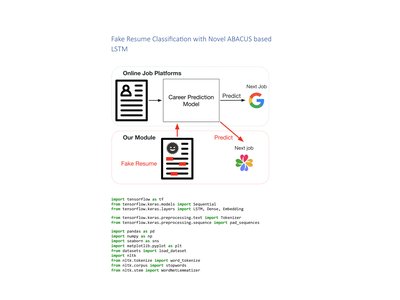 Fake Resume Classification with Novel ABACUS based
LSTM
Online Job Platforms
Next Job
Career Prediction
Model
Predict
Our Module
Predict
Fake Resume
Next job
import tensorflow as tf
from tensorflow.keras.models import Sequential
from tensorflow.keras.layers import LSTM, Dense, Embedding
from tensorflow.keras.preprocessing.text import Tokenizer
from tensorflow.keras.preprocessing.sequence import pad_sequences
import pandas as pd
import numpy as np
import seaborn as sns
import matplotlib.pyplot as plt
from datasets import load_dataset
import nltk
from nltk.tokenize import word_tokenize
from nltk.corpus import stopwords
from nltk.stem import WordNetLemmatizer